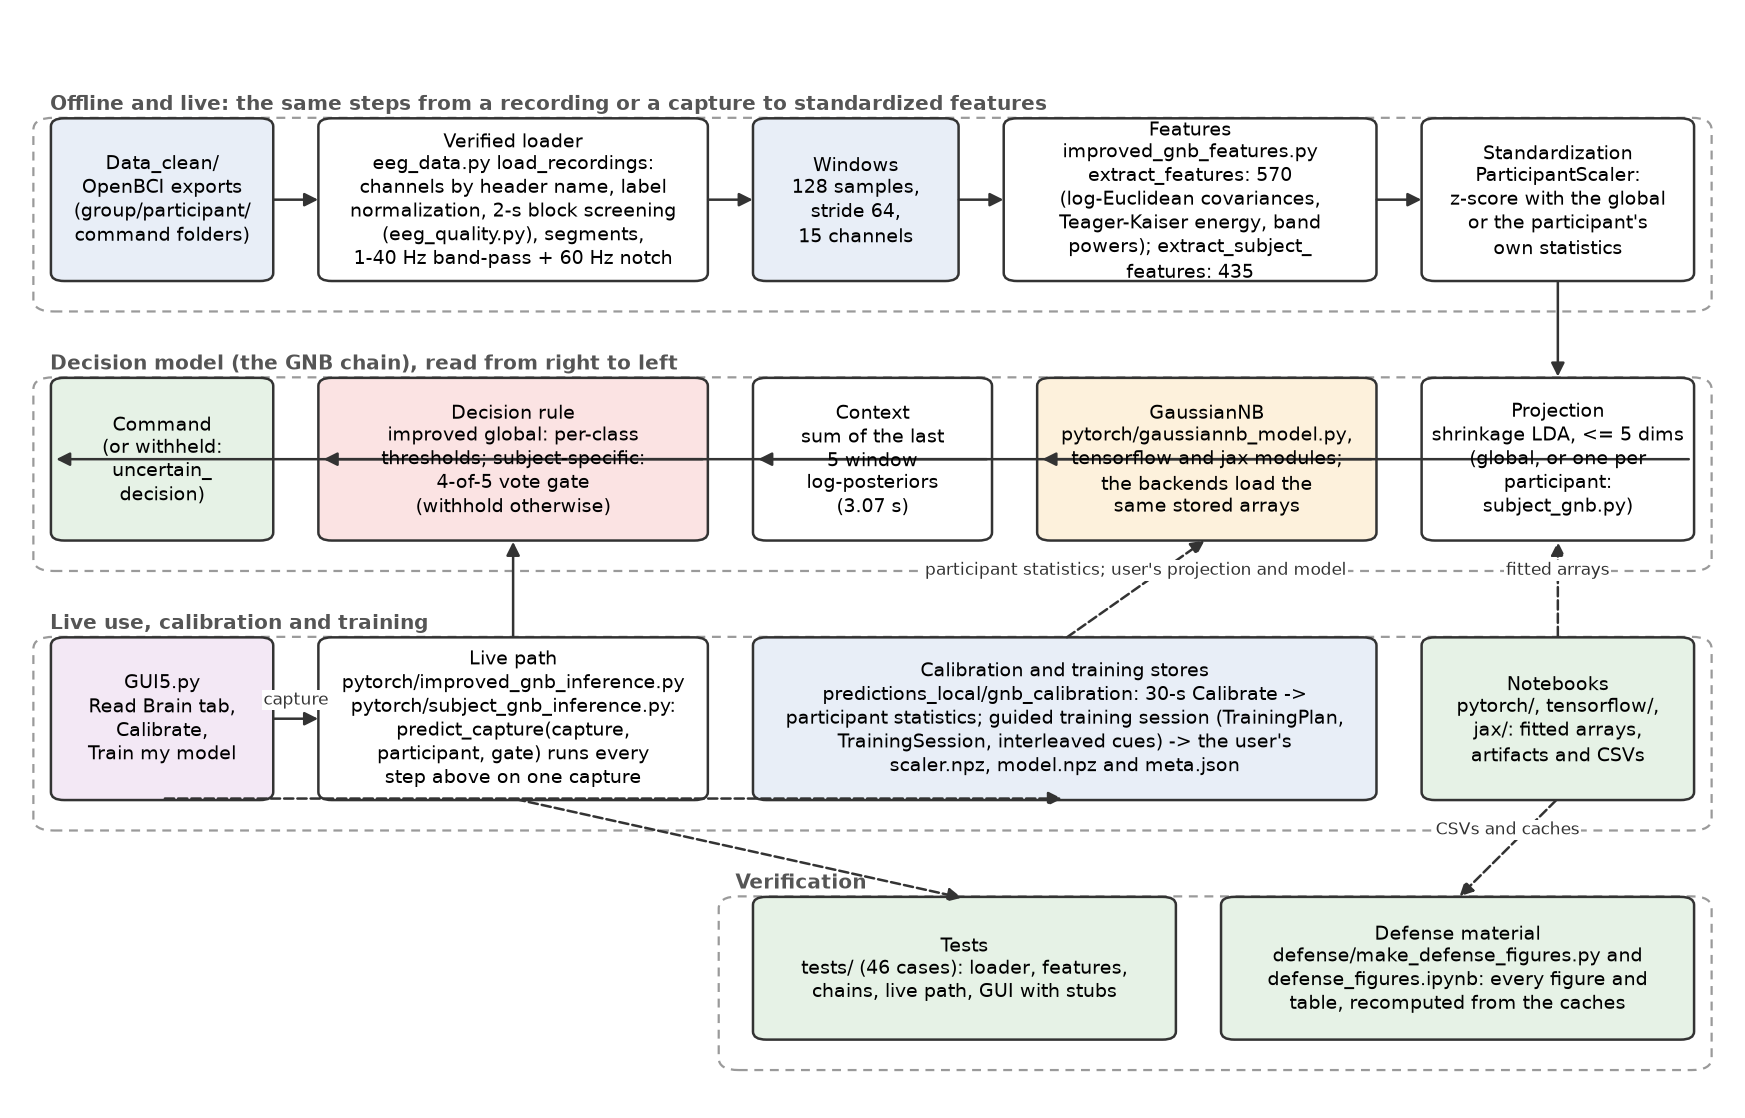 Offline and live: the same steps from a recording or a capture to standardized features
Data_clean/
OpenBCI exports
(group/participant/
command folders)
Verified loader
eeg_data.py load_recordings:
channels by header name, label
normalization, 2-s block screening
(eeg_quality.py), segments,
1-40 Hz band-pass + 60 Hz notch
Windows
128 samples,
stride 64,
15 channels
Features
improved_gnb_features.py
extract_features: 570
(log-Euclidean covariances,
Teager-Kaiser energy, band
powers); extract_subject_
features: 435
Standardization
ParticipantScaler:
z-score with the global
or the participant's
own statistics
Decision model (the GNB chain), read from right to left
Command
(or withheld:
uncertain_
decision)
Decision rule
improved global: per-class
thresholds; subject-specific:
4-of-5 vote gate
(withhold otherwise)
Context
sum of the last
5 window
log-posteriors
(3.07 s)
GaussianNB
pytorch/gaussiannb_model.py,
tensorflow and jax modules;
the backends load the
same stored arrays
Projection
shrinkage LDA, <= 5 dims
(global, or one per
participant:
subject_gnb.py)
participant statistics; user's projection and model
fitted arrays
Live use, calibration and training
GUI5.py
Read Brain tab,
Calibrate,
Train my model
capture
Live path
pytorch/improved_gnb_inference.py
pytorch/subject_gnb_inference.py:
predict_capture(capture,
participant, gate) runs every
step above on one capture
Calibration and training stores
predictions_local/gnb_calibration: 30-s Calibrate ->
participant statistics; guided training session (TrainingPlan,
TrainingSession, interleaved cues) -> the user's
scaler.npz, model.npz and meta.json
Notebooks
pytorch/, tensorflow/,
jax/: fitted arrays,
artifacts and CSVs
CSVs and caches
Verification
Tests
tests/ (46 cases): loader, features,
chains, live path, GUI with stubs
Defense material
defense/make_defense_figures.py and
defense_figures.ipynb: every figure and
table, recomputed from the caches